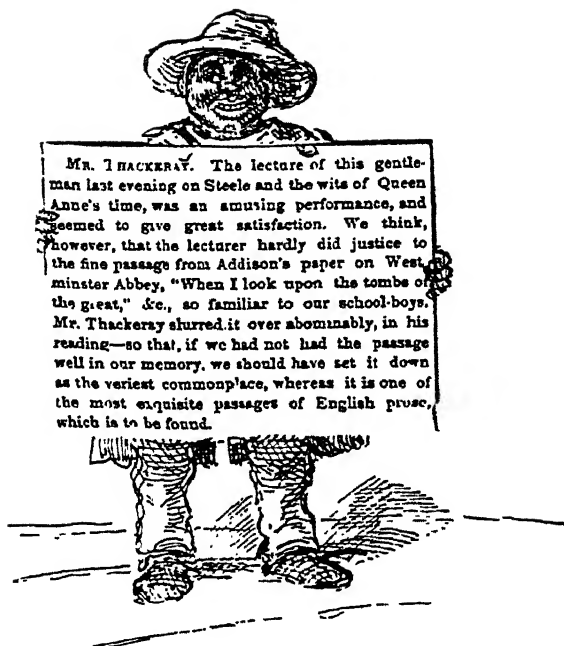 MR. THACKERAY. The lecture of this gentle-
man last evening on Steele and the wits of Queen
Anne's time, was an amusing performance, and
seemed to give great satisfaction. We think,
however, that the lecturer hardly did justice to
the fine passage from Addison's paper on West
minster Abbey, "When I look upon the tombs of
the great," &c., so familiar to our school-boys.
Mr. Thackeray slurred it over abominably, in his
reading—so that, if we had not had the passage
well in our memory, we should have set it down
as the veriest commonplace, whereas it is one of
the most exquisite passages of English prose,
which is to be found.